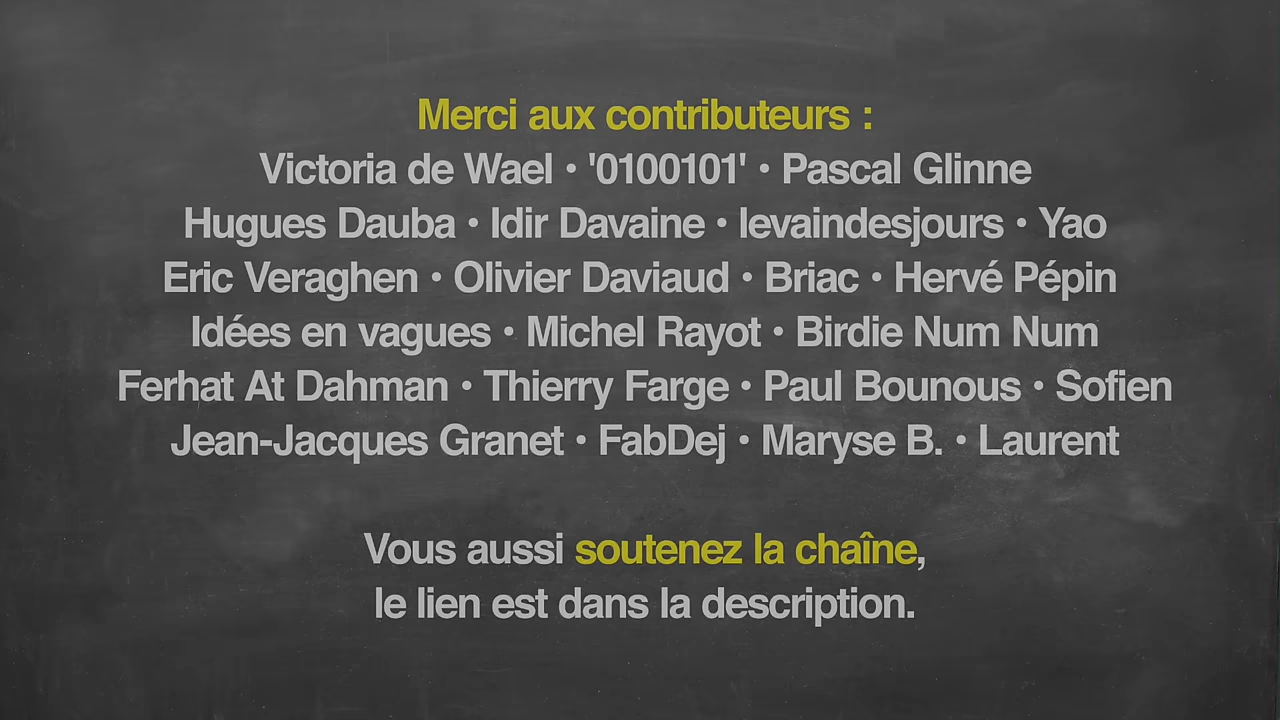 Merci aux contributeurs :
Victoria de Wael • '0100101' • Pascal Glinne
Hugues Dauba • Idir Davaine • levaindesjours • Yao
Eric Veraghen • Olivier Daviaud • Briac • Hervé Pépin
Idées en vagues • Michel Rayot • Birdie Num Num
Ferhat At Dahman • Thierry Farge • Paul Bounous • Sofien
Jean-Jacques Granet • FabDej • Maryse B. • Laurent
Vous aussi soutenez la chaîne,
le lien est dans la description.